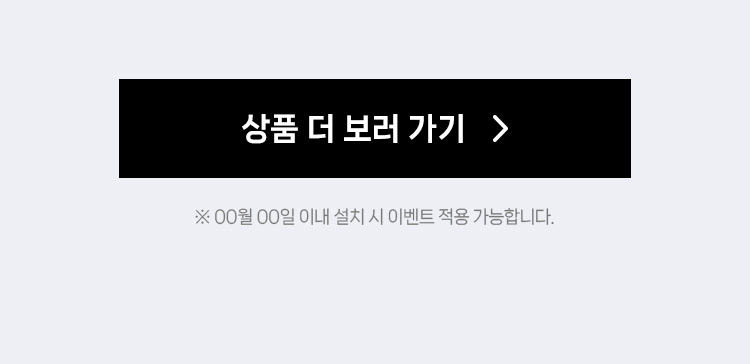 상품 더 보러 가기 >
※ 00월 00일 이내 설치 시 이벤트 적용 가능합니다.